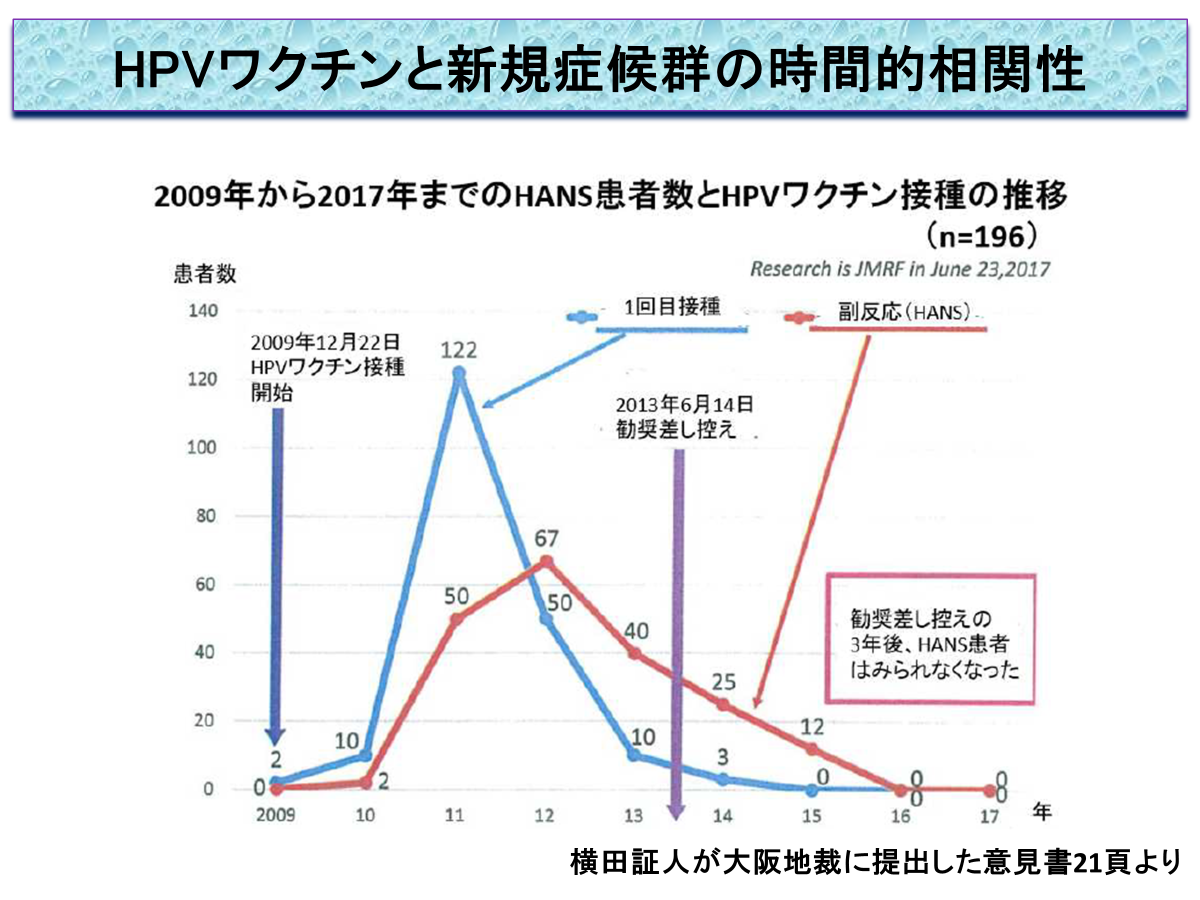 HPVワクチンと新規症候群の時間的相関性
2009年から2017年までのHANS患者数とHPVワクチン接種の推移
（n=196）
Research is JMRF in June 23,2017
患者数
1回目接種
副反応（HANS）
140
120
100
80
60
40
20
0
2009年12月22日
HPVワクチン接種
開始
2013年6月14日
勧奨差し控え
勧奨差し控えの
3年後、HANS患者
はみられなくなった
2
10
122
50
10
3
0
0
0
0
2
50
67
40
25
12
0
0
2009
10
11
12
13
14
15
16
17
年
横田証人が大阪地裁に提出した意見書21頁より